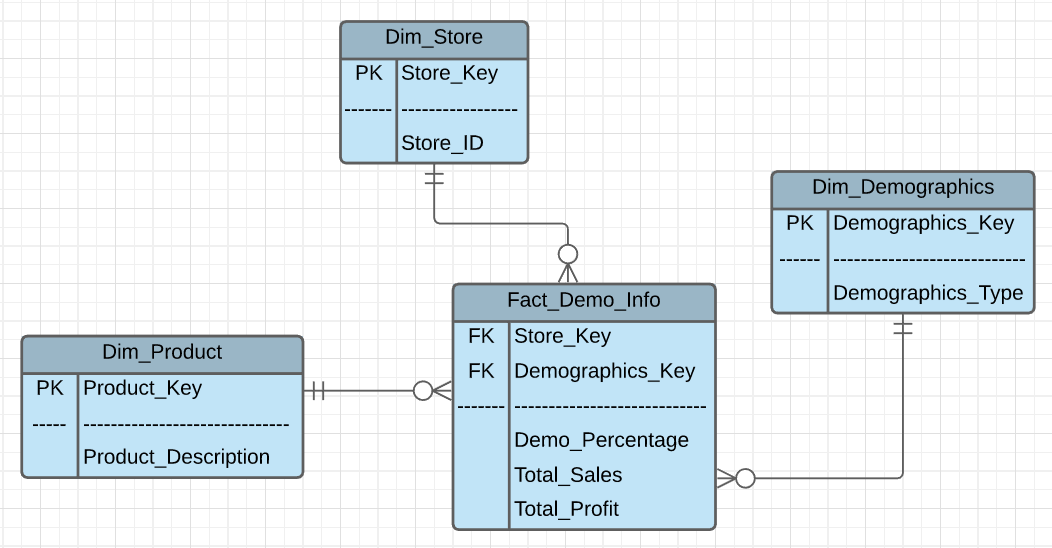 Dim_Store
PK Store_Key
------- -----------------
Store_ID
Dim_Demographics
PK Demographics_Key
------ ----------------------------
Demographics_Type
Fact_Demo_Info
FK Store_Key
FK Demographics_Key
------- ----------------------------
Demo_Percentage
Total_Sales
Total_Profit
Dim_Product
PK Product_Key
----- ------------------------------
Product_Description